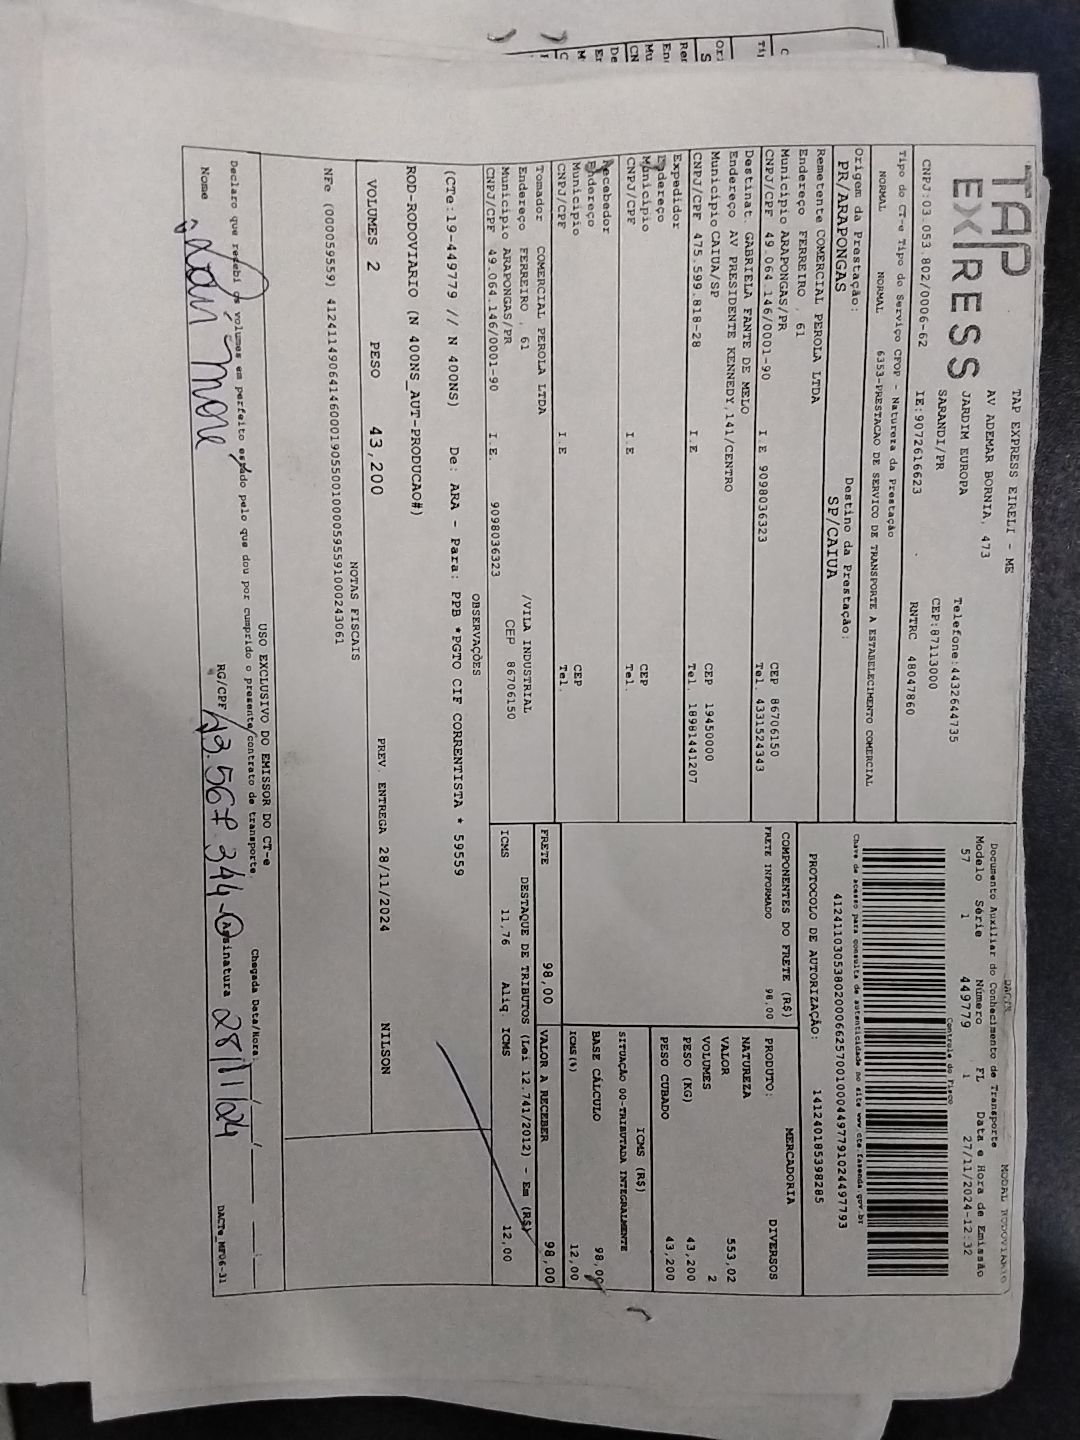 TAP
EXPRESS
TAP EXPRESS EIRELI - ME
AV ADEMAR BORNIA, 473
JARDIM EUROPA
SARANDI/PR
Telefone:4432644735
CEP:87113000
CNPJ:03.053.802/0006-62 IE:9072616623 RNTRC 48047860
DACTE MODAL RODOVIARIO
Documento Auxiliar do Conhecimento de Transporte
Modelo Série Número FL Data e Hora de Emissão
57 1 449779 1 27/11/2024-12:32
Controle do Fisco
Chave de acesso para consulta de autenticidade no site www.cte.fazenda.gov.br
41241103053802000662570010004497791024497793
PROTOCOLO DE AUTORIZAÇÃO: 141240185398285
Tipo do CT-e Tipo do Serviço CFOP - Natureza da Prestação
NORMAL NORMAL 6353-PRESTACAO DE SERVICO DE TRANSPORTE A ESTABELECIMENTO COMERCIAL
Origem da Prestação: Destino da Prestação:
PR/ARAPONGAS SP/CAIUA
Remetente COMERCIAL PEROLA LTDA
Endereço FERREIRO , 61
Município ARAPONGAS/PR CEP 86706150
CNPJ/CPF 49.064.146/0001-90 I.E 9098036323 Tel. 4331524343
Destinat. GABRIELA FANTE DE MELO
Endereço AV PRESIDENTE KENNEDY,141/CENTRO
Município CAIUA/SP CEP 19450000
CNPJ/CPF 475.599.818-28 I.E Tel. 18981441207
Expedidor
Endereço
Município CEP
CNPJ/CPF I.E Tel.
Recebedor
Endereço
Município CEP
CNPJ/CPF I.E Tel.
Tomador COMERCIAL PEROLA LTDA
Endereço FERREIRO , 61 /VILA INDUSTRIAL
Município ARAPONGAS/PR CEP 86706150
CNPJ/CPF 49.064.146/0001-90 I.E. 9098036323
COMPONENTES DO FRETE (R$)
FRETE INFORMADO 98,00
PRODUTO: MERCADORIA
NATUREZA DIVERSOS
VALOR 553,02
VOLUMES 2
PESO (KG) 43,200
PESO CUBADO 43,200
ICMS (R$)
SITUAÇÃO 00-TRIBUTADA INTEGRALMENTE
BASE CÁLCULO 98,00
ICMS(%) 12,00
FRETE 98,00 VALOR A RECEBER 98,00
DESTAQUE DE TRIBUTOS (Lei 12.741/2012) - Em (R$)
ICMS 11,76 Aliq. ICMS 12,00
OBSERVAÇÕES
(CTe:19-449779 // N 400NS) De: ARA - Para: PPB *PGTO CIF CORRENTISTA * 59559
ROD-RODOVIARIO (N 400NS_AUT-PRODUCAO#)
VOLUMES 2 PESO 43,200 PREV. ENTREGA 28/11/2024 NILSON
NOTAS FISCAIS
NFe (000059559) 41241149064146000190550010000595591000243061
USO EXCLUSIVO DO EMISSOR DO CT-e
Declaro que recebi os volumes em perfeito estado pelo que dou por cumprido o presente contrato de transporte. Chegada Data/Hora:
Nome RG/CPF Assinatura 28/11/24
DACTe_MFV06-31